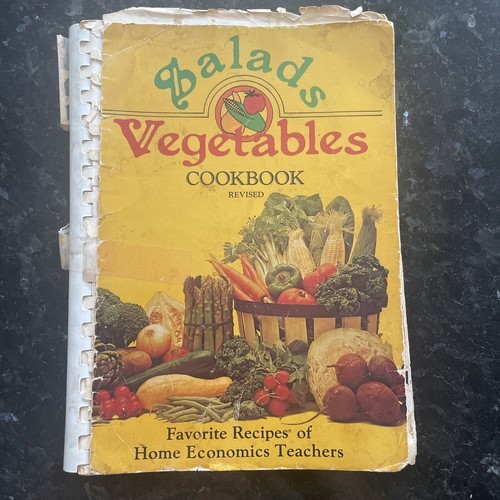 Salads
Vegetables
COOKBOOK
REVISED
Favorite Recipes® of
Home Economics Teachers